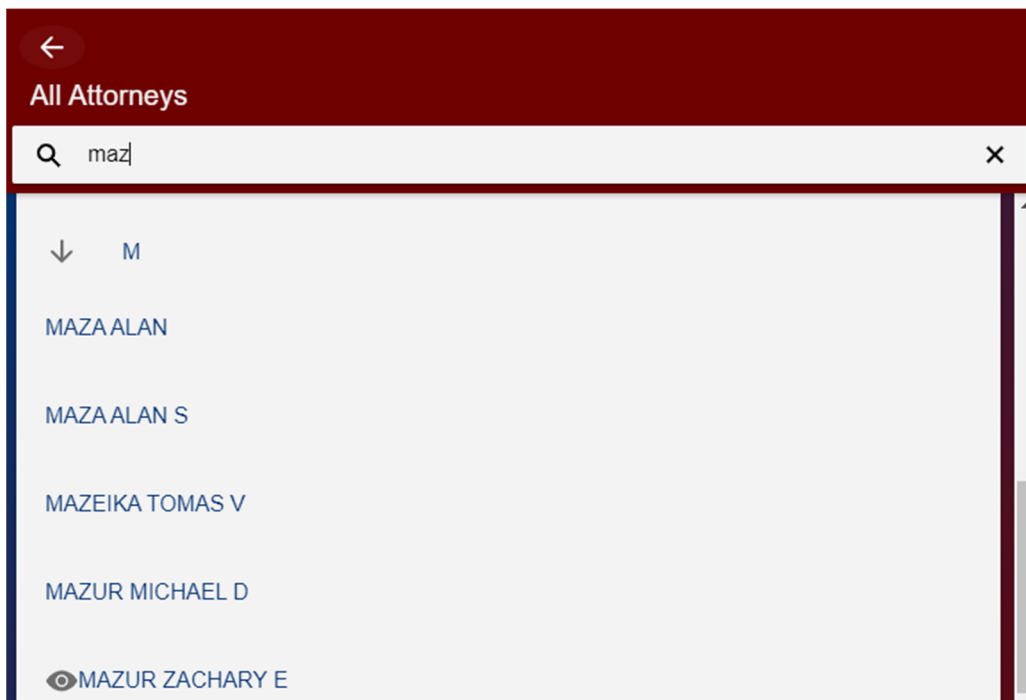 All Attorneys
maz
M
MAZA ALAN
MAZA ALAN S
MAZEIKA TOMAS V
MAZUR MICHAEL D
MAZUR ZACHARY E